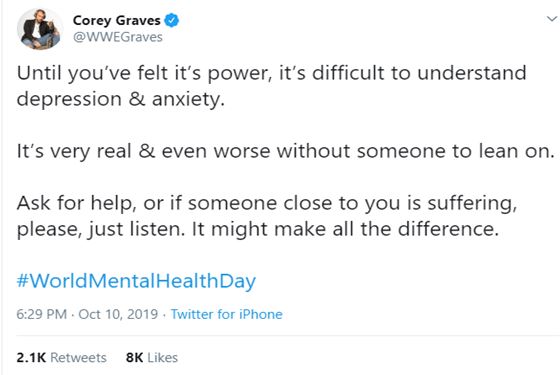 Corey Graves
@WWEGraves
Until you've felt it's power, it's difficult to understand
depression & anxiety.
It's very real & even worse without someone to lean on.
Ask for help, or if someone close to you is suffering,
please, just listen. It might make all the difference.
#WorldMentalHealthDay
6:29 PM · Oct 10, 2019 · Twitter for iPhone
2.1K Retweets 8K Likes